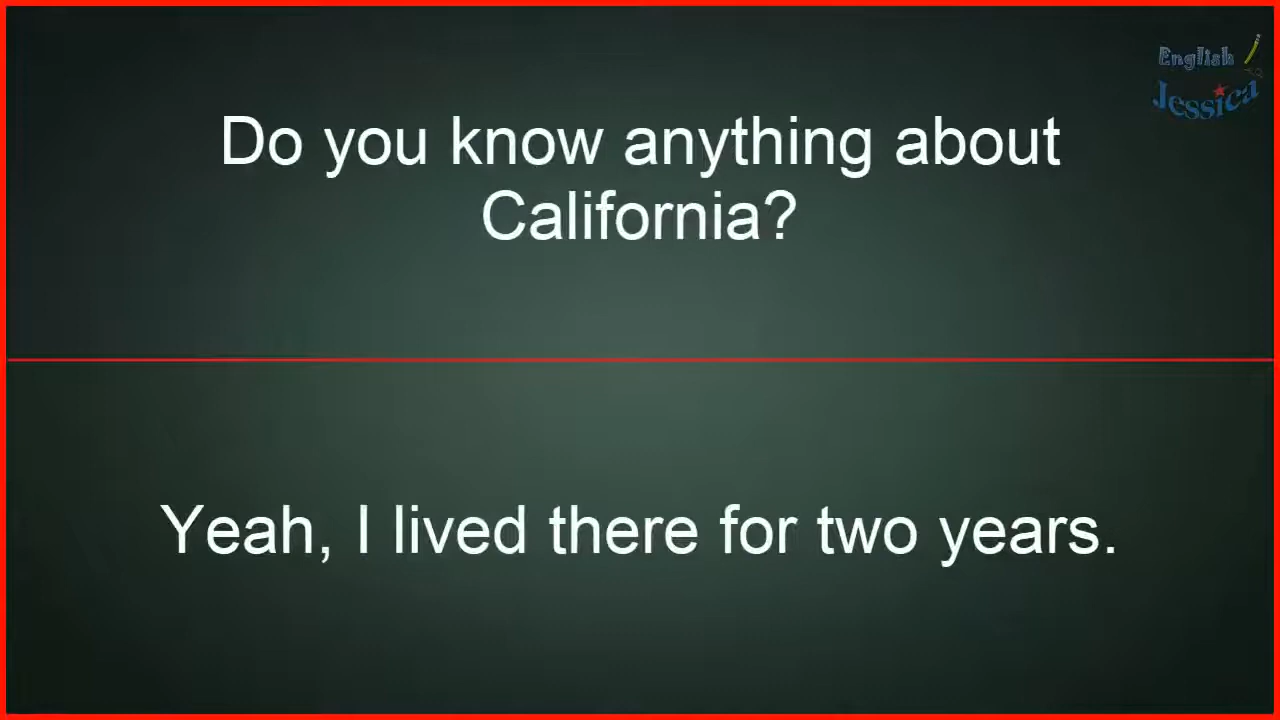 English
Jessica
Do you know anything about
California?
Yeah, I lived there for two years.